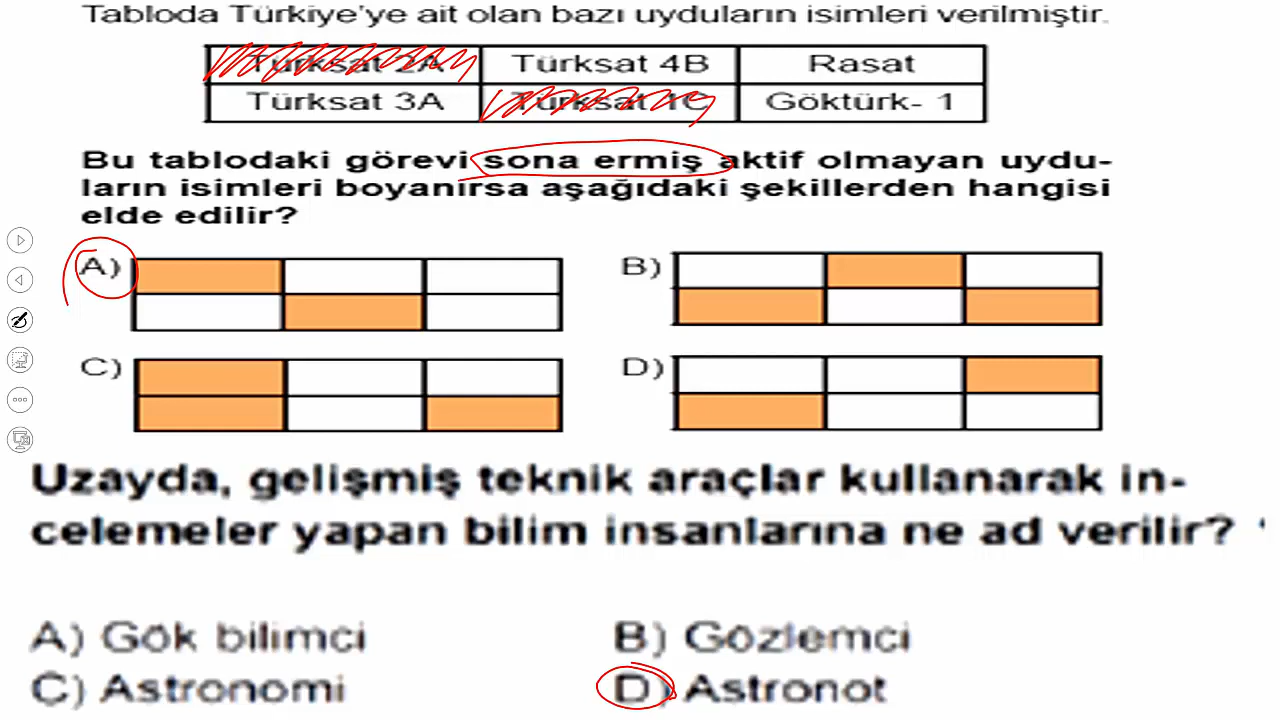 Tabloda Türkiye'ye ait olan bazı uyduların isimleri verilmiştir.
Türksat 2A Türksat 4B Rasat
Türksat 3A Türksat 1C Göktürk- 1
Bu tablodaki görevi sona ermiş aktif olmayan uydu-
ların isimleri boyanırsa aşağıdaki şekillerden hangisi
elde edilir?
A) B)
C) D)
Uzayda, gelişmiş teknik araçlar kullanarak in-
celemeler yapan bilim insanlarına ne ad verilir?
A) Gök bilimci B) Gözlemci
C) Astronomi D) Astronot